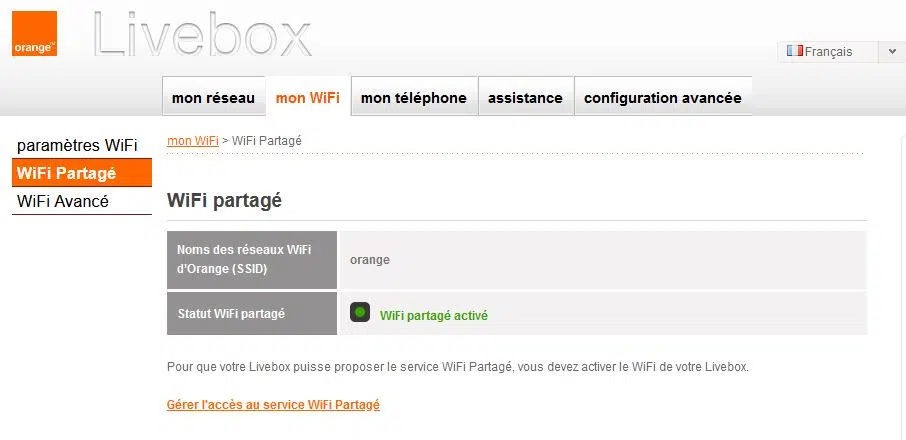 orange™
Livebox
Français
mon réseau
mon WiFi
mon téléphone
assistance
configuration avancée
paramètres WiFi
WiFi Partagé
WiFi Avancé
mon WiFi > WiFi Partagé
WiFi partagé
Noms des réseaux WiFi
d'Orange (SSID)
orange
Statut WiFi partagé
WiFi partagé activé
Pour que votre Livebox puisse proposer le service WiFi Partagé, vous devez activer le WiFi de votre Livebox.
Gérer l'accès au service WiFi Partagé